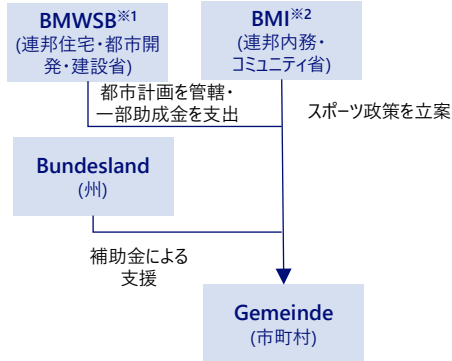 BMWSB※1
(連邦住宅・都市開
発・建設省)
BMI※2
(連邦内務・
コミュニティ省)
都市計画を管轄・
一部助成金を支出
スポーツ政策を立案
Bundesland
(州)
補助金による
支援
Gemeinde
(市町村)